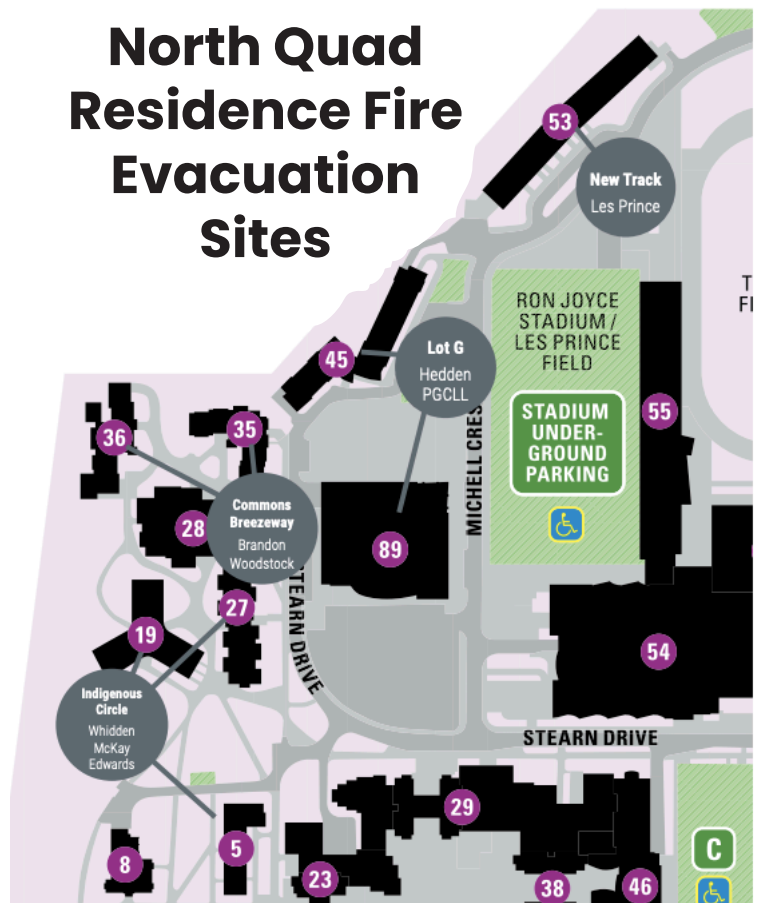 North Quad
Residence Fire
Evacuation
Sites
53
New Track
Les Prince
45
Lot G
Hedden
PGCLL
RON JOYCE
STADIUM /
LES PRINCE
FIELD
STADIUM
UNDER-
GROUND
PARKING
55
MICHELL CRES
36
35
28
Commons
Breezeway
Brandon
Woodstock
89
27
19
STEARN DRIVE
54
Indigenous
Circle
Whidden
McKay
Edwards
STEARN DRIVE
29
5
8
23
38
46
C